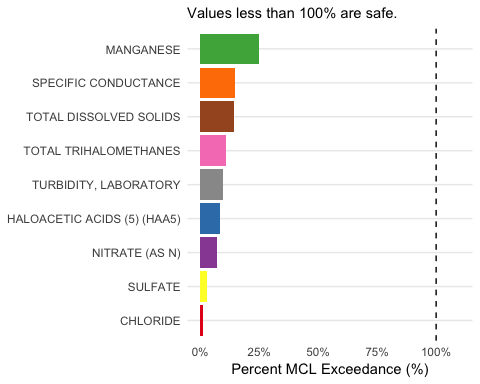 Values less than 100% are safe.
MANGANESE
SPECIFIC CONDUCTANCE
TOTAL DISSOLVED SOLIDS
TOTAL TRIHALOMETHANES
TURBIDITY, LABORATORY
HALOACETIC ACIDS (5) (HAA5)
NITRATE (AS N)
SULFATE
CHLORIDE
0% 25% 50% 75% 100%
Percent MCL Exceedance (%)